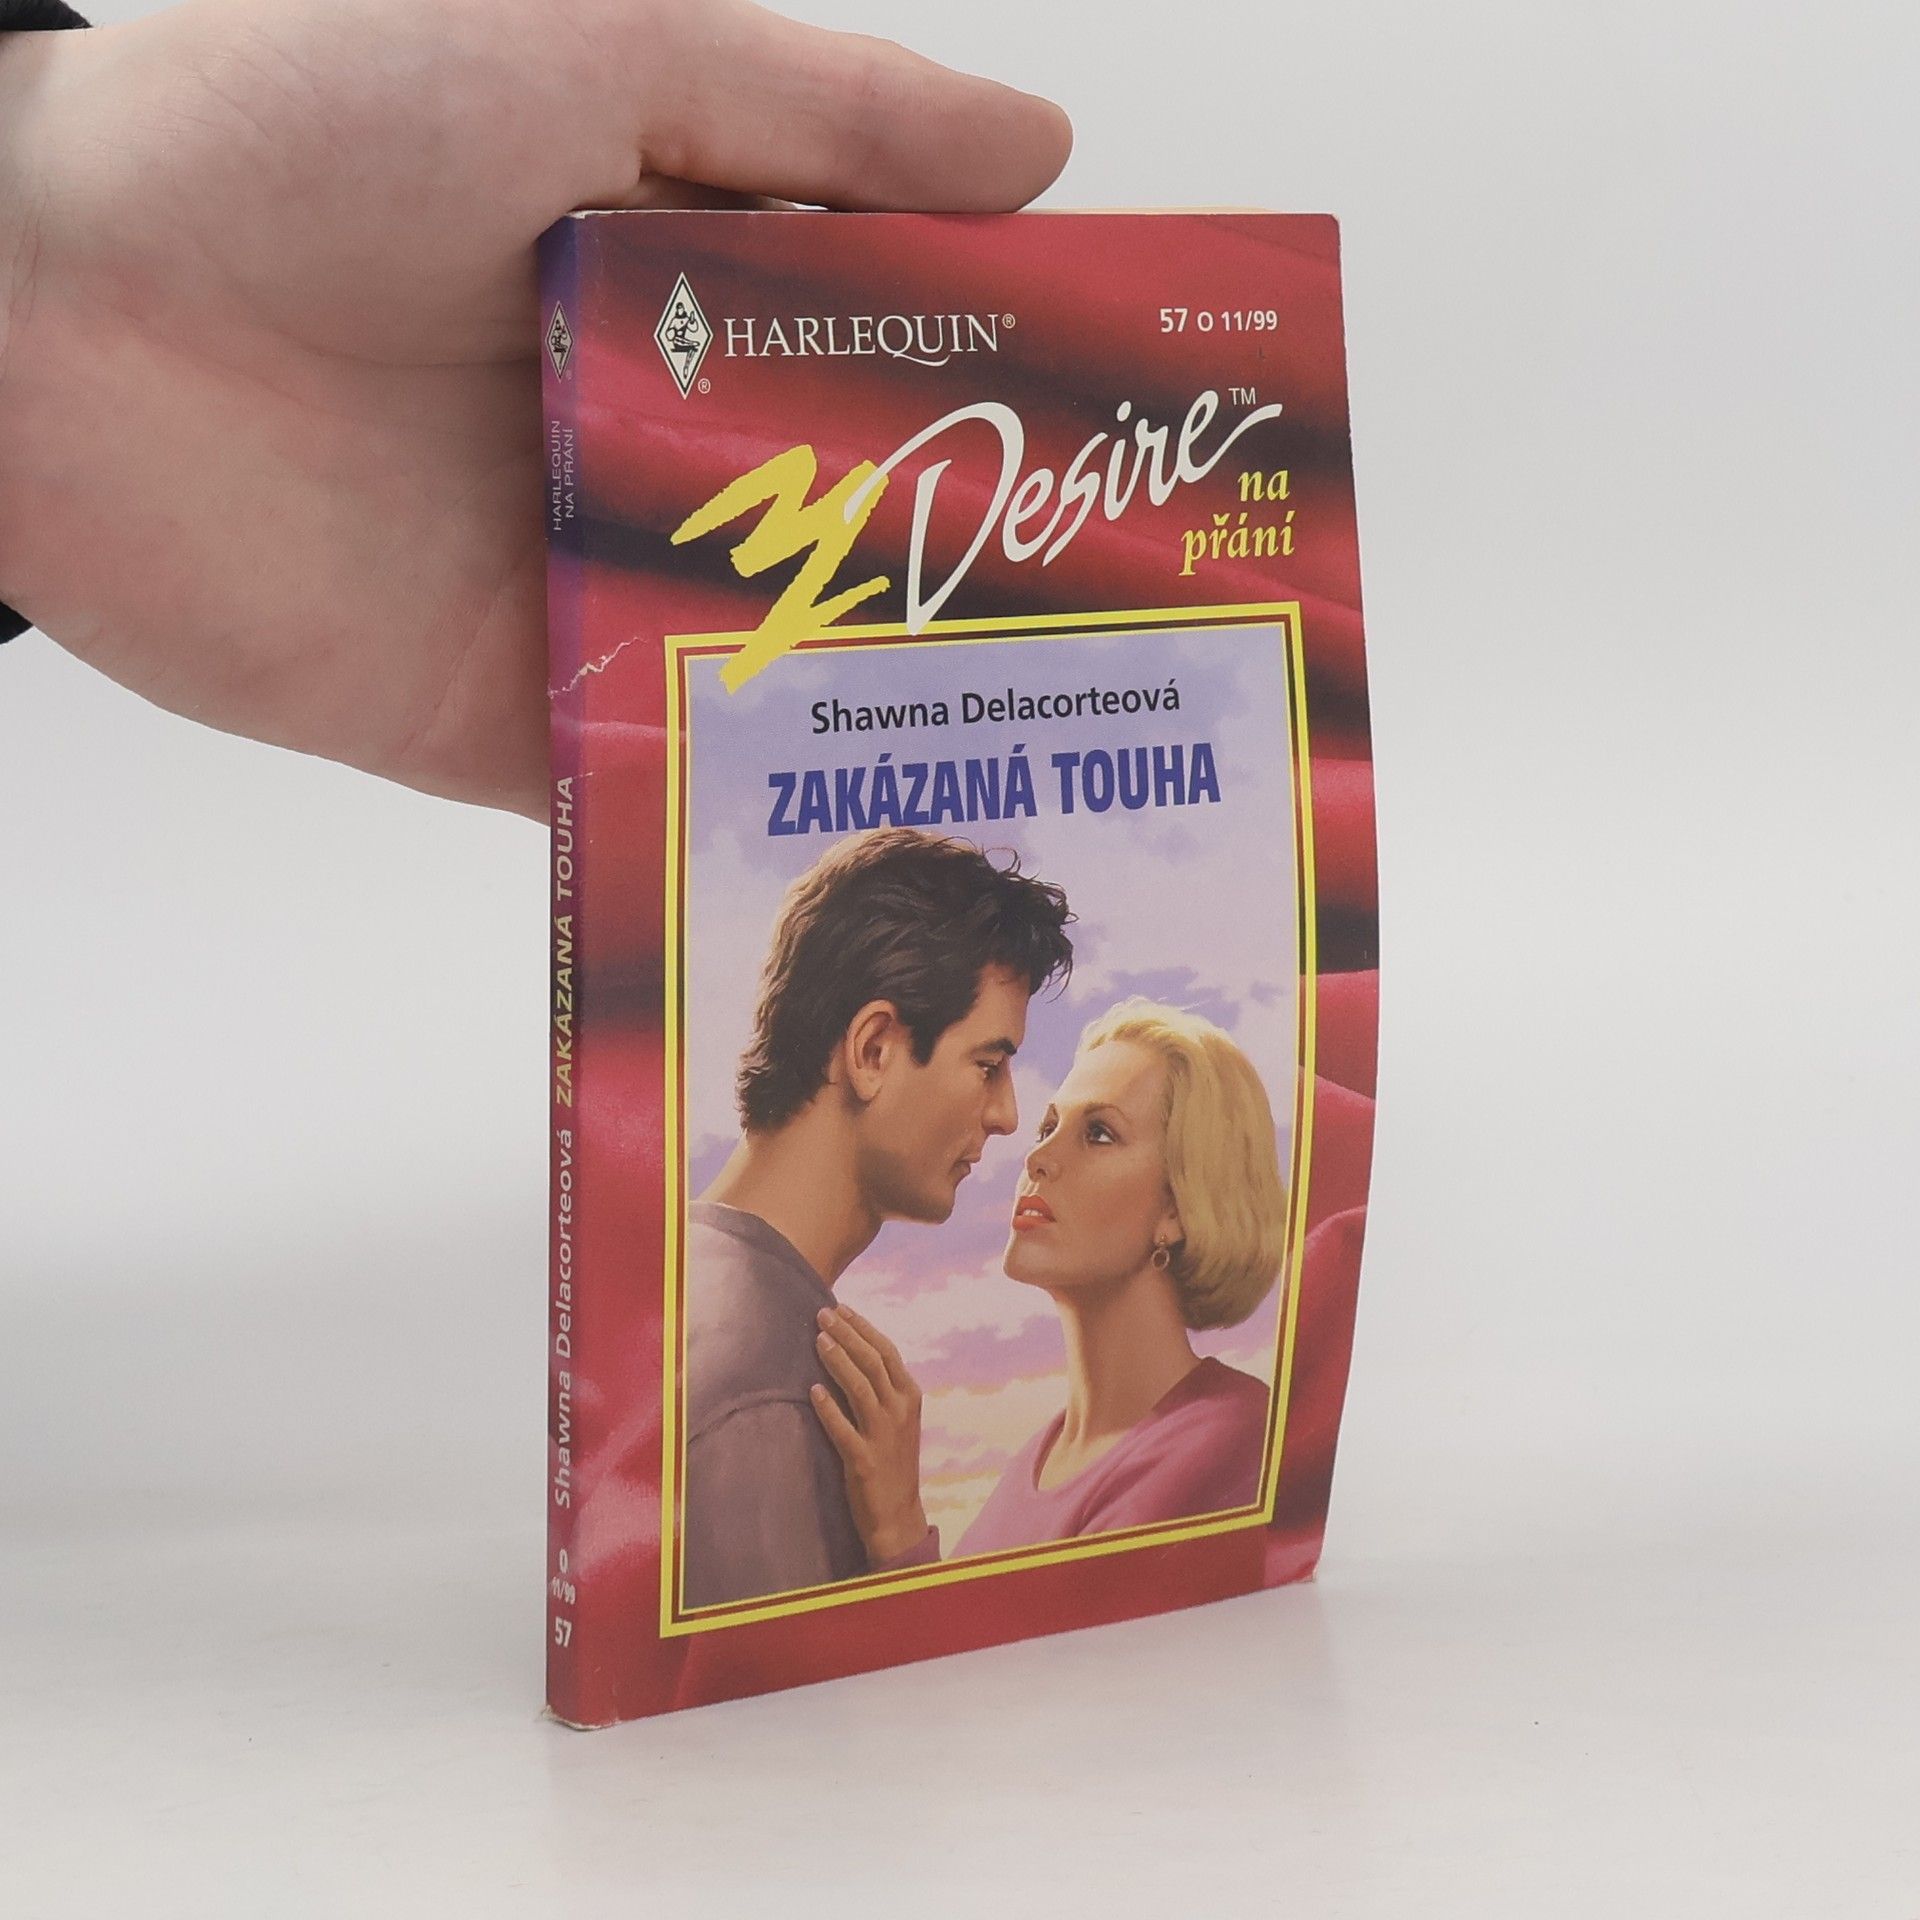 HARLEQUIN®
®
57 O 11/99
Desire™
na
přání
Shawna Delacorteová
ZAKÁZANÁ TOUHA
HARLEQUIN
NA PŘÁNÍ
Shawna Delacorteová ZAKÁZANÁ TOUHA
O
11/99
57